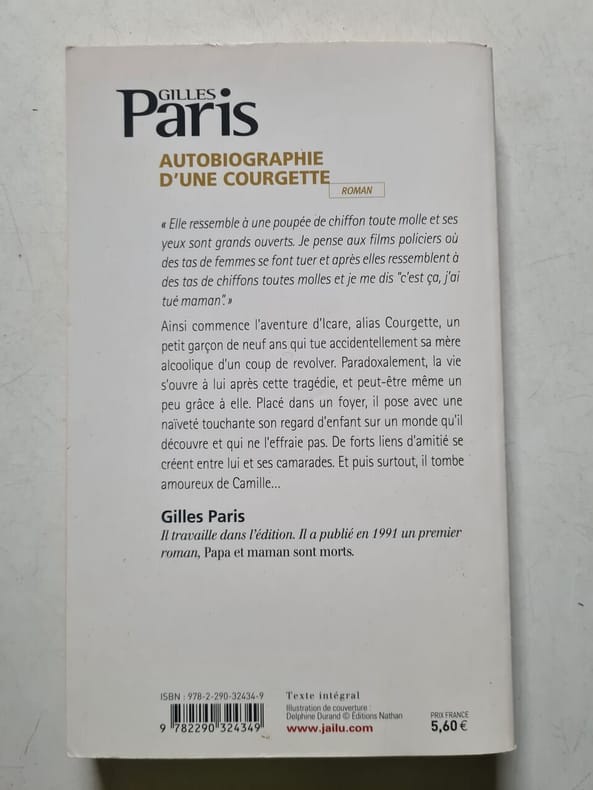 GILLES
Paris
AUTOBIOGRAPHIE
D'UNE COURGETTE
ROMAN
« Elle ressemble à une poupée de chiffon toute molle et ses
yeux sont grands ouverts. Je pense aux films policiers où
des tas de femmes se font tuer et après elles ressemblent à
des tas de chiffons toutes molles et je me dis "c'est ça, j'ai
tué maman". »
Ainsi commence l'aventure d'Icare, alias Courgette, un
petit garçon de neuf ans qui tue accidentellement sa mère
alcoolique d'un coup de revolver. Paradoxalement, la vie
s'ouvre à lui après cette tragédie, et peut-être même un
peu grâce à elle. Placé dans un foyer, il pose avec une
naïveté touchante son regard d'enfant sur un monde qu'il
découvre et qui ne l'effraie pas. De forts liens d'amitié se
créent entre lui et ses camarades. Et puis surtout, il tombe
amoureux de Camille...
Gilles Paris
Il travaille dans l'édition. Il a publié en 1991 un premier
roman, Papa et maman sont morts.
ISBN : 978-2-290-32434-9
9 782290 324349
Texte intégral
Illustration de couverture :
Delphine Durand © Éditions Nathan
www.jailu.com
PRIX FRANCE
5,60 €